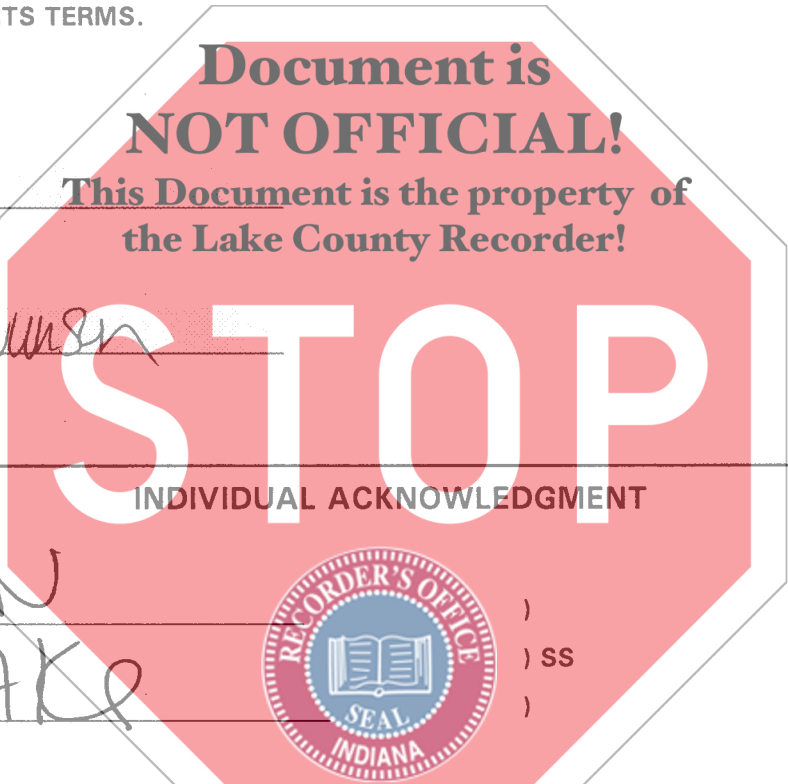 TS TERMS.
Document is
NOT OFFICIAL!
This Document is the property of
the Lake County Recorder!
STOP
INDIVIDUAL ACKNOWLEDGMENT
)
) SS
)
RECORDER'S OFFICE
SEAL
INDIANA